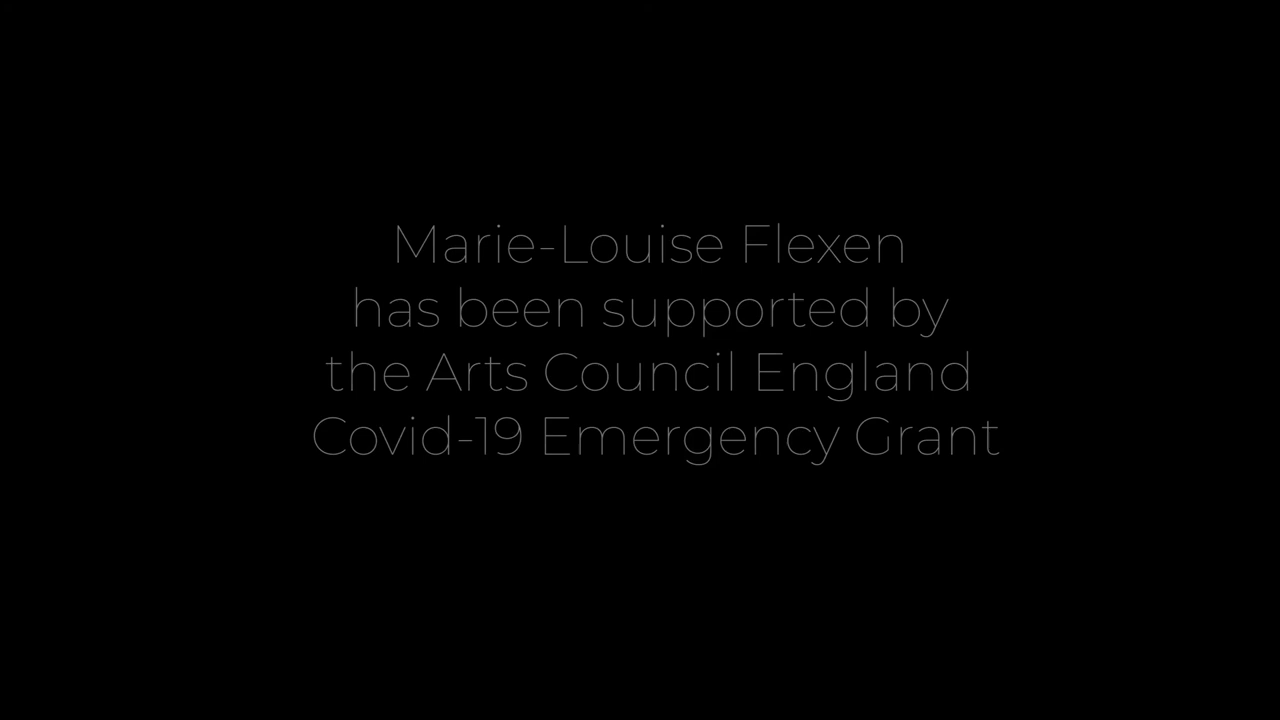 Marie-Louise Flexen
has been supported by
the Arts Council England
Covid-19 Emergency Grant